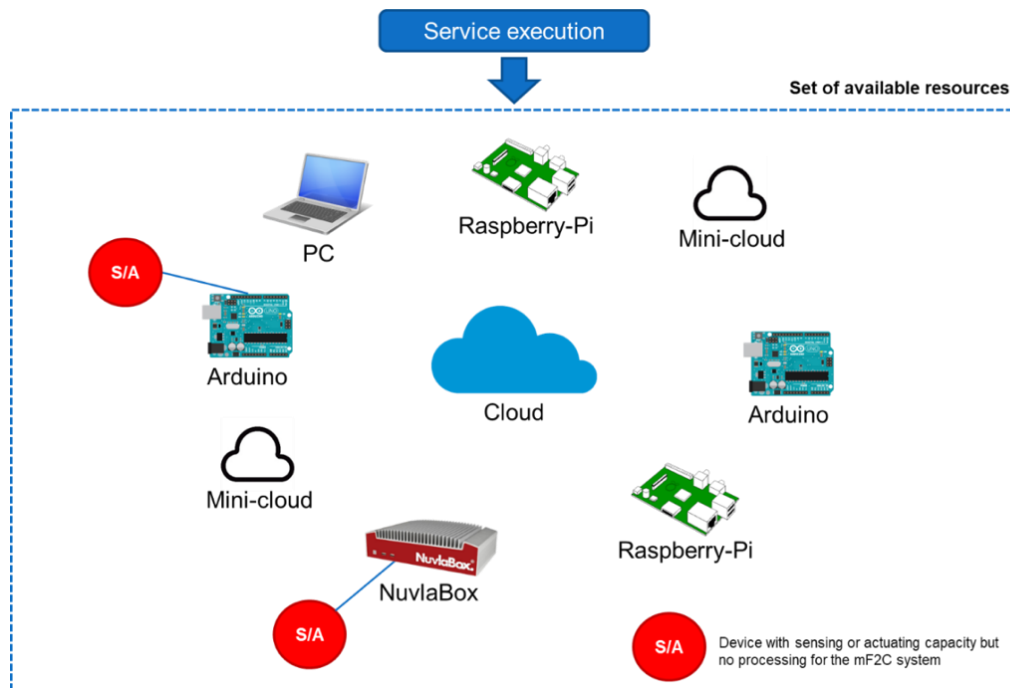 Service execution
Set of available resources
PC
Raspberry-Pi
Mini-cloud
S/A
Arduino
Cloud
Arduino
Mini-cloud
Raspberry-Pi
NuvlaBox
NuvlaBox
S/A
S/A
Device with sensing or actuating capacity but
no processing for the mF2C system